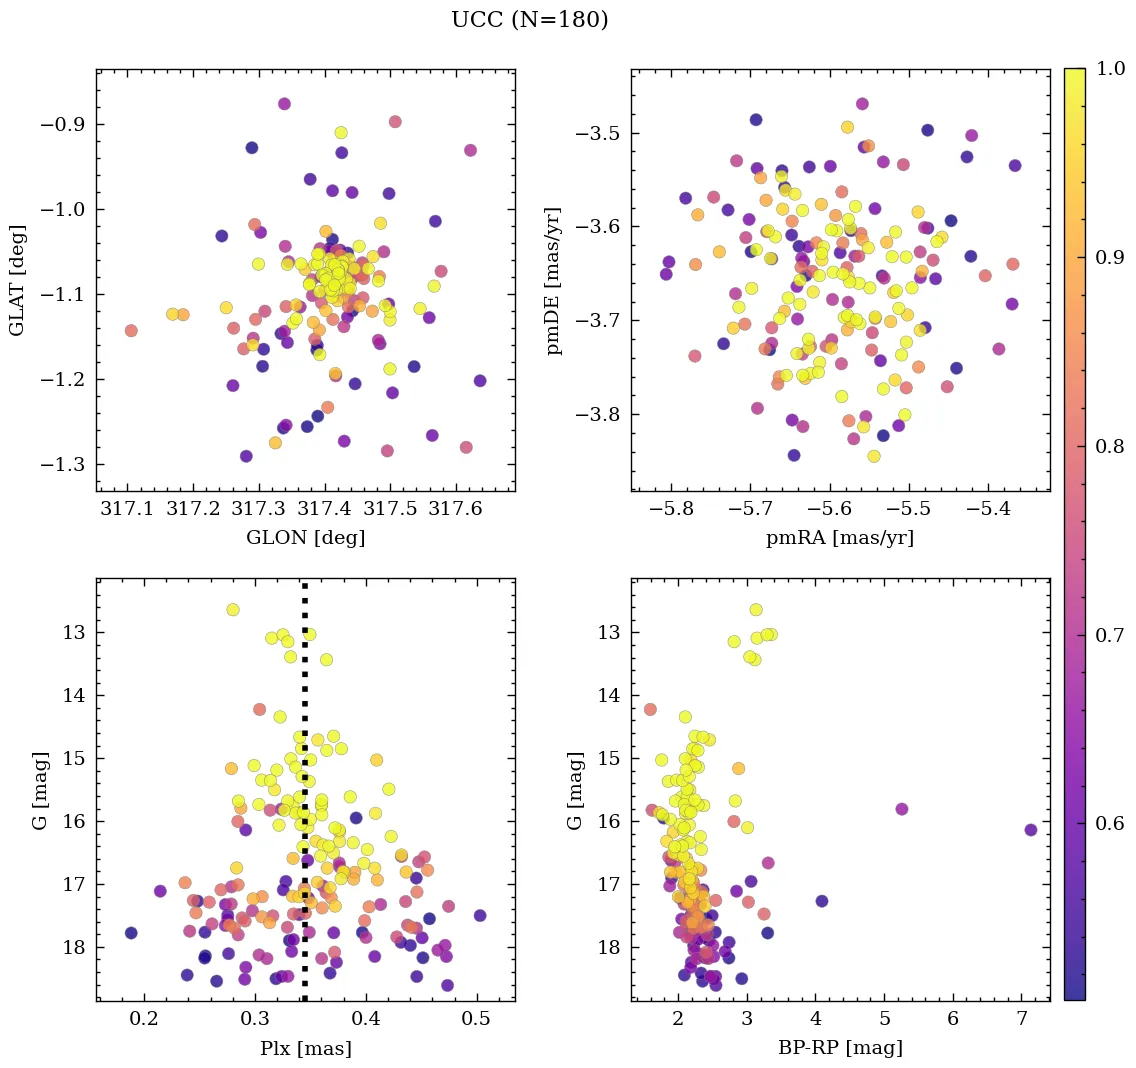 UCC (N=180)
−0.9
−1.0
−1.1
−1.2
−1.3
GLAT [deg]
317.1 317.2 317.3 317.4 317.5 317.6
GLON [deg]
−3.5
−3.6
−3.7
−3.8
pmDE [mas/yr]
−5.8 −5.7 −5.6 −5.5 −5.4
pmRA [mas/yr]
1.0
0.9
0.8
0.7
0.6
13
14
15
16
17
18
G [mag]
0.2 0.3 0.4 0.5
Plx [mas]
13
14
15
16
17
18
G [mag]
2 3 4 5 6 7
BP-RP [mag]